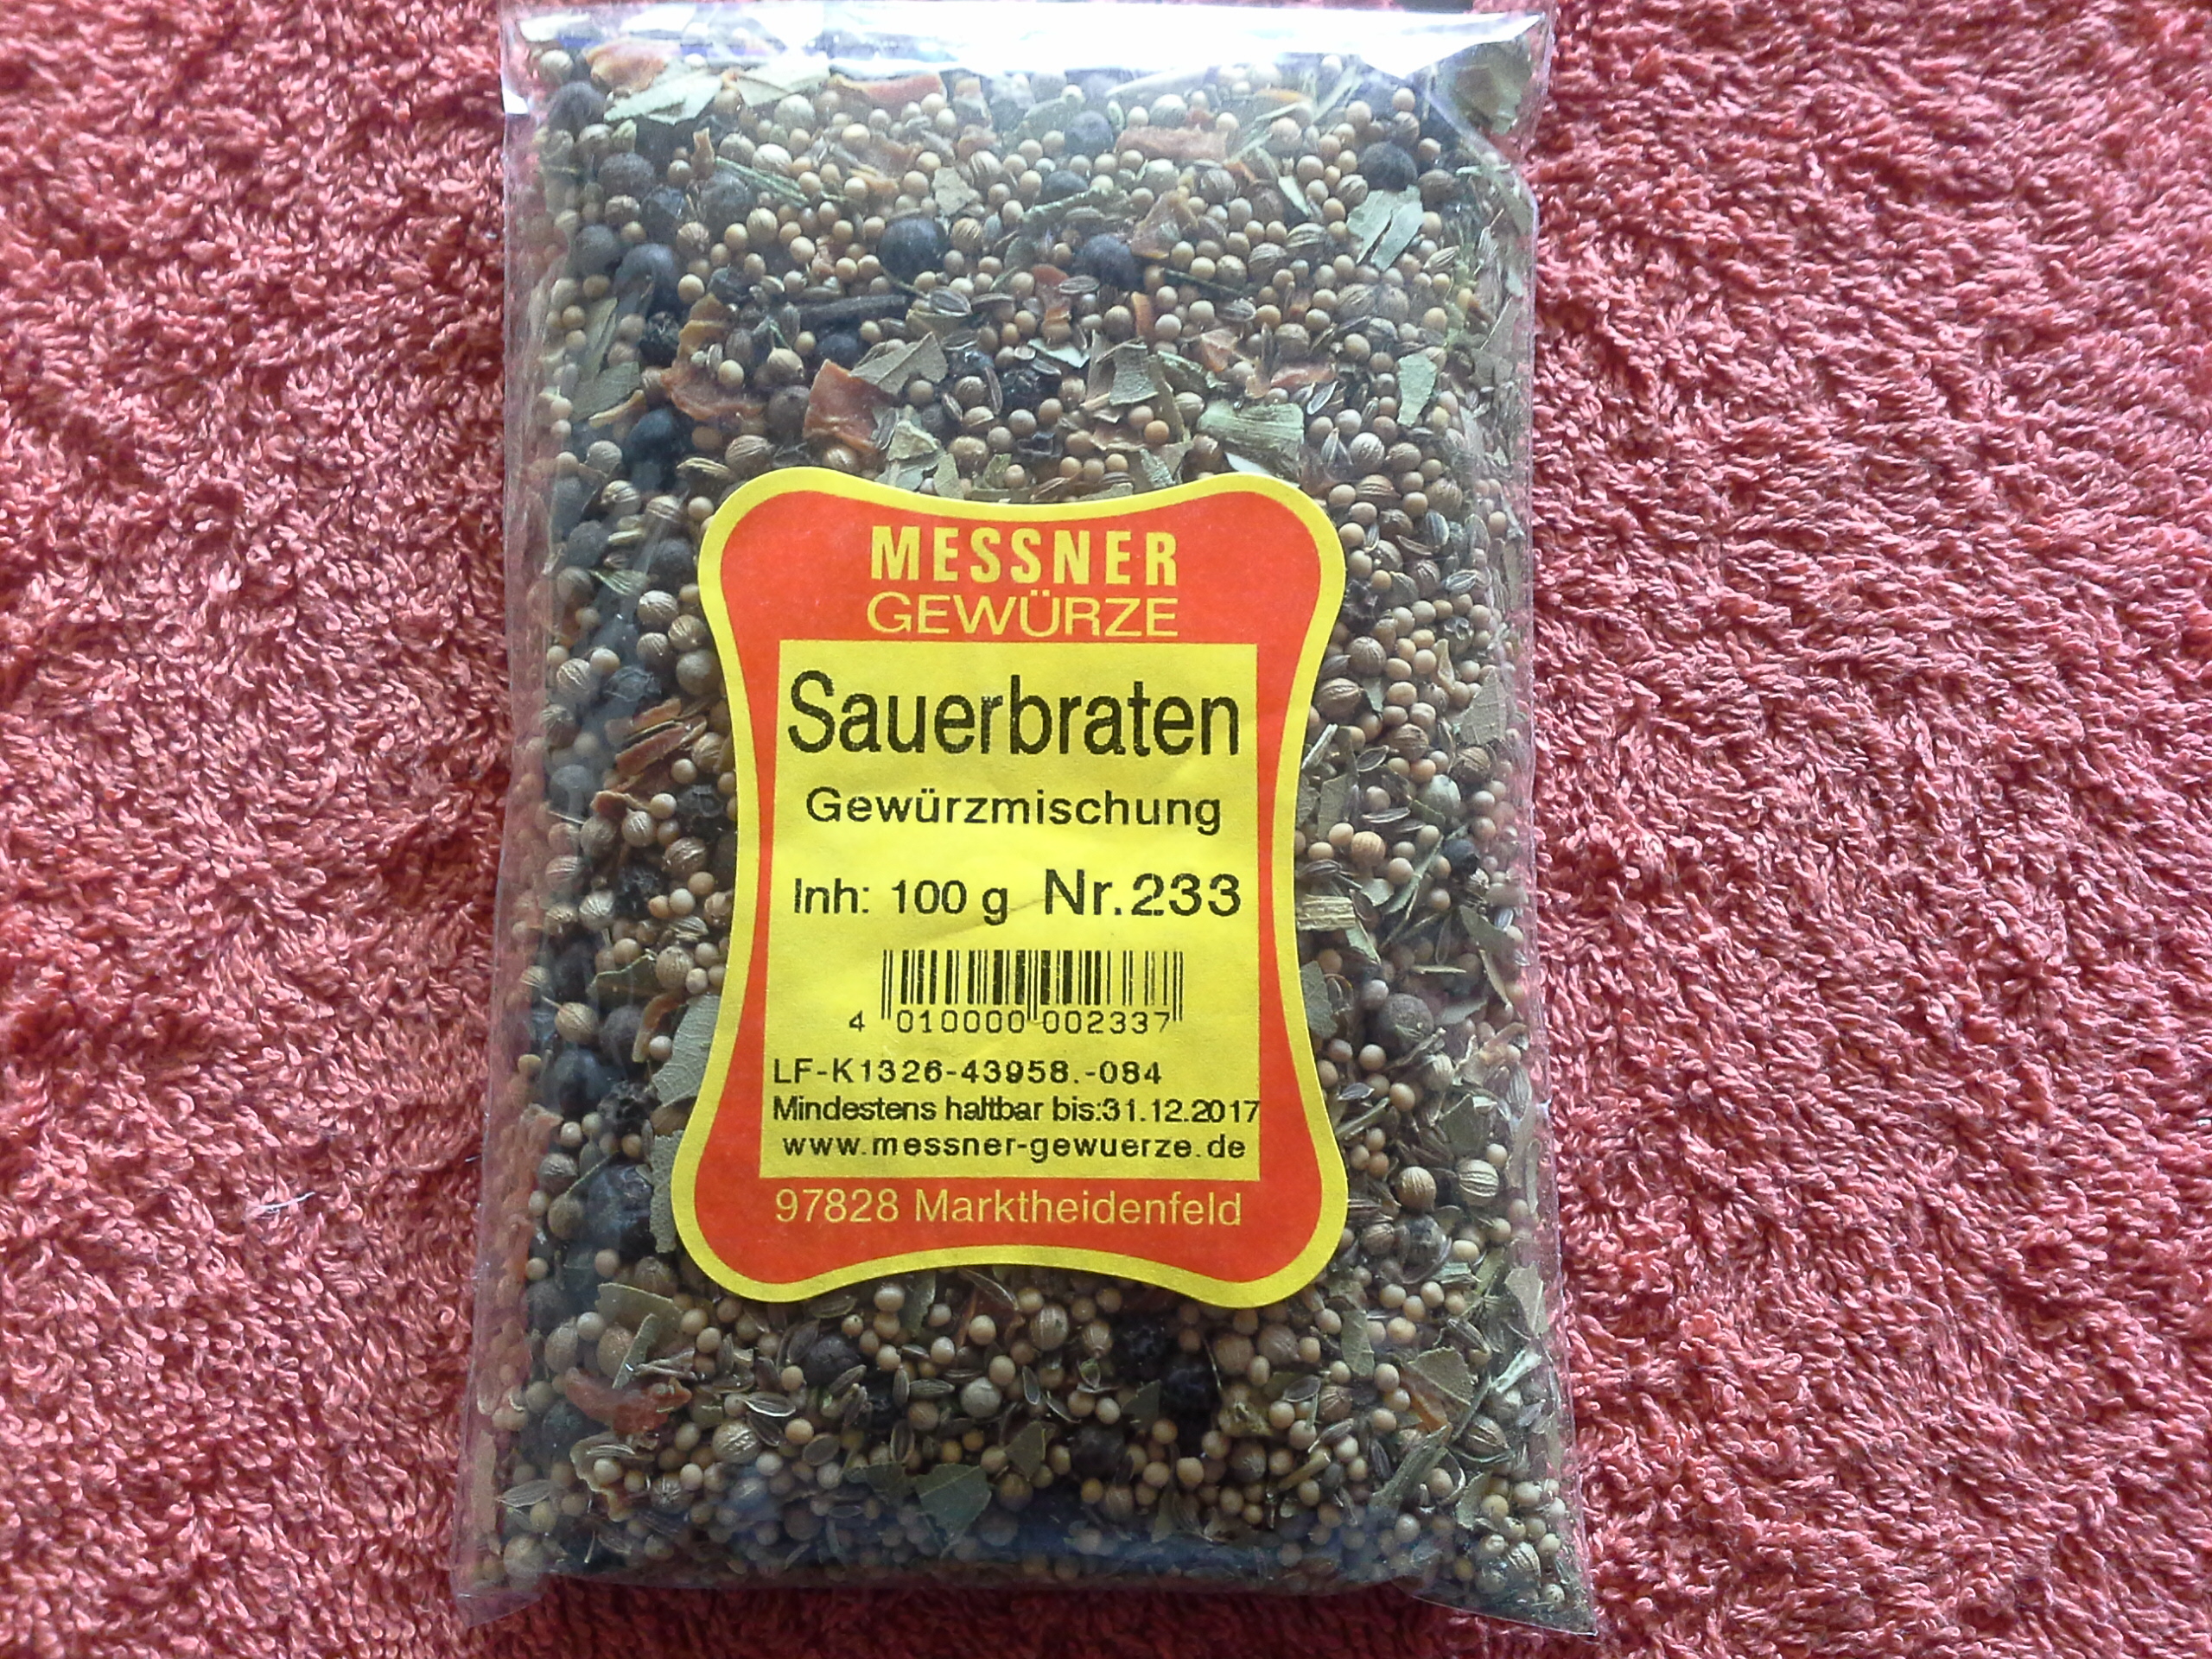 MESSNER
GEWÜRZE
Sauerbraten
Gewürzmischung
Inh: 100 g Nr.233
4 010000 002337
LF-K1326-43958.-084
Mindestens haltbar bis:31.12.2017
www.messner-gewuerze.de
97828 Marktheidenfeld